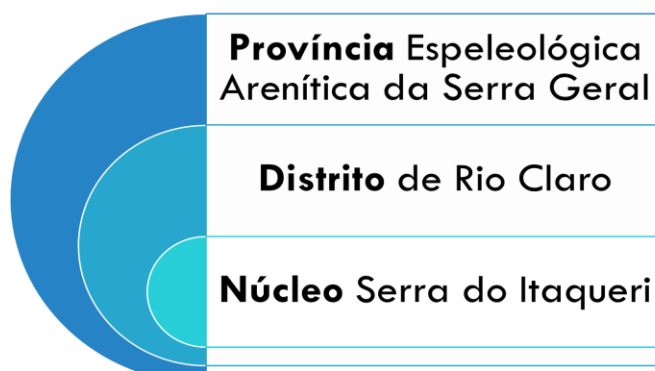 Província Espeleológica
Arenítica da Serra Geral
Distrito de Rio Claro
Núcleo Serra do Itaqueri